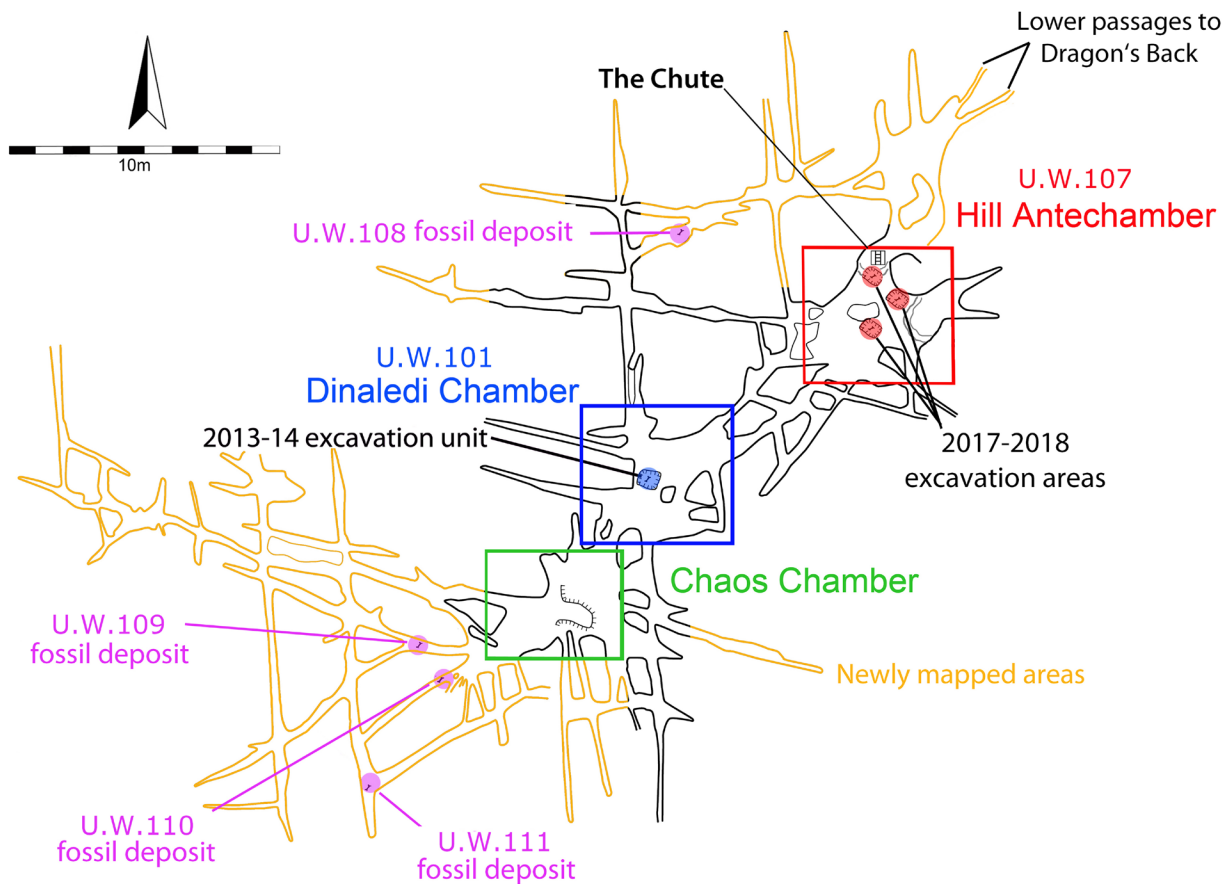 Lower passages to
Dragon‘s Back
The Chute
10m
U.W.107
Hill Antechamber
U.W.108 fossil deposit
U.W.101
Dinaledi Chamber
2013-14 excavation unit
2017-2018
excavation areas
Chaos Chamber
U.W.109
fossil deposit
Newly mapped areas
U.W.110
fossil deposit
U.W.111
fossil deposit